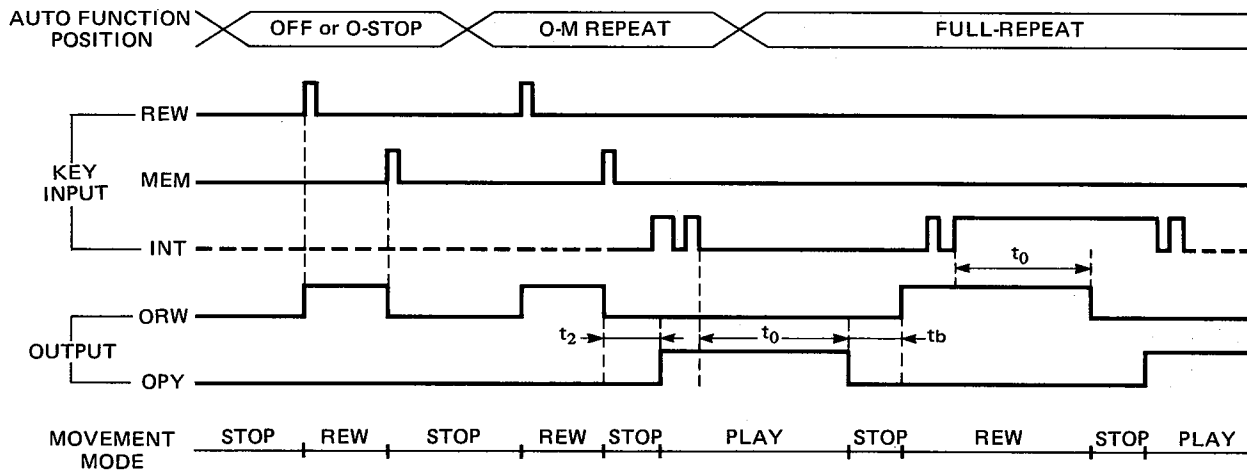 AUTO FUNCTION POSITION
OFF or O-STOP
O-M REPEAT
FULL-REPEAT
KEY INPUT
REW
MEM
INT
t0
OUTPUT
ORW
t2
t0
tb
OPY
MOVEMENT MODE
STOP REW STOP REW STOP PLAY STOP REW STOP PLAY